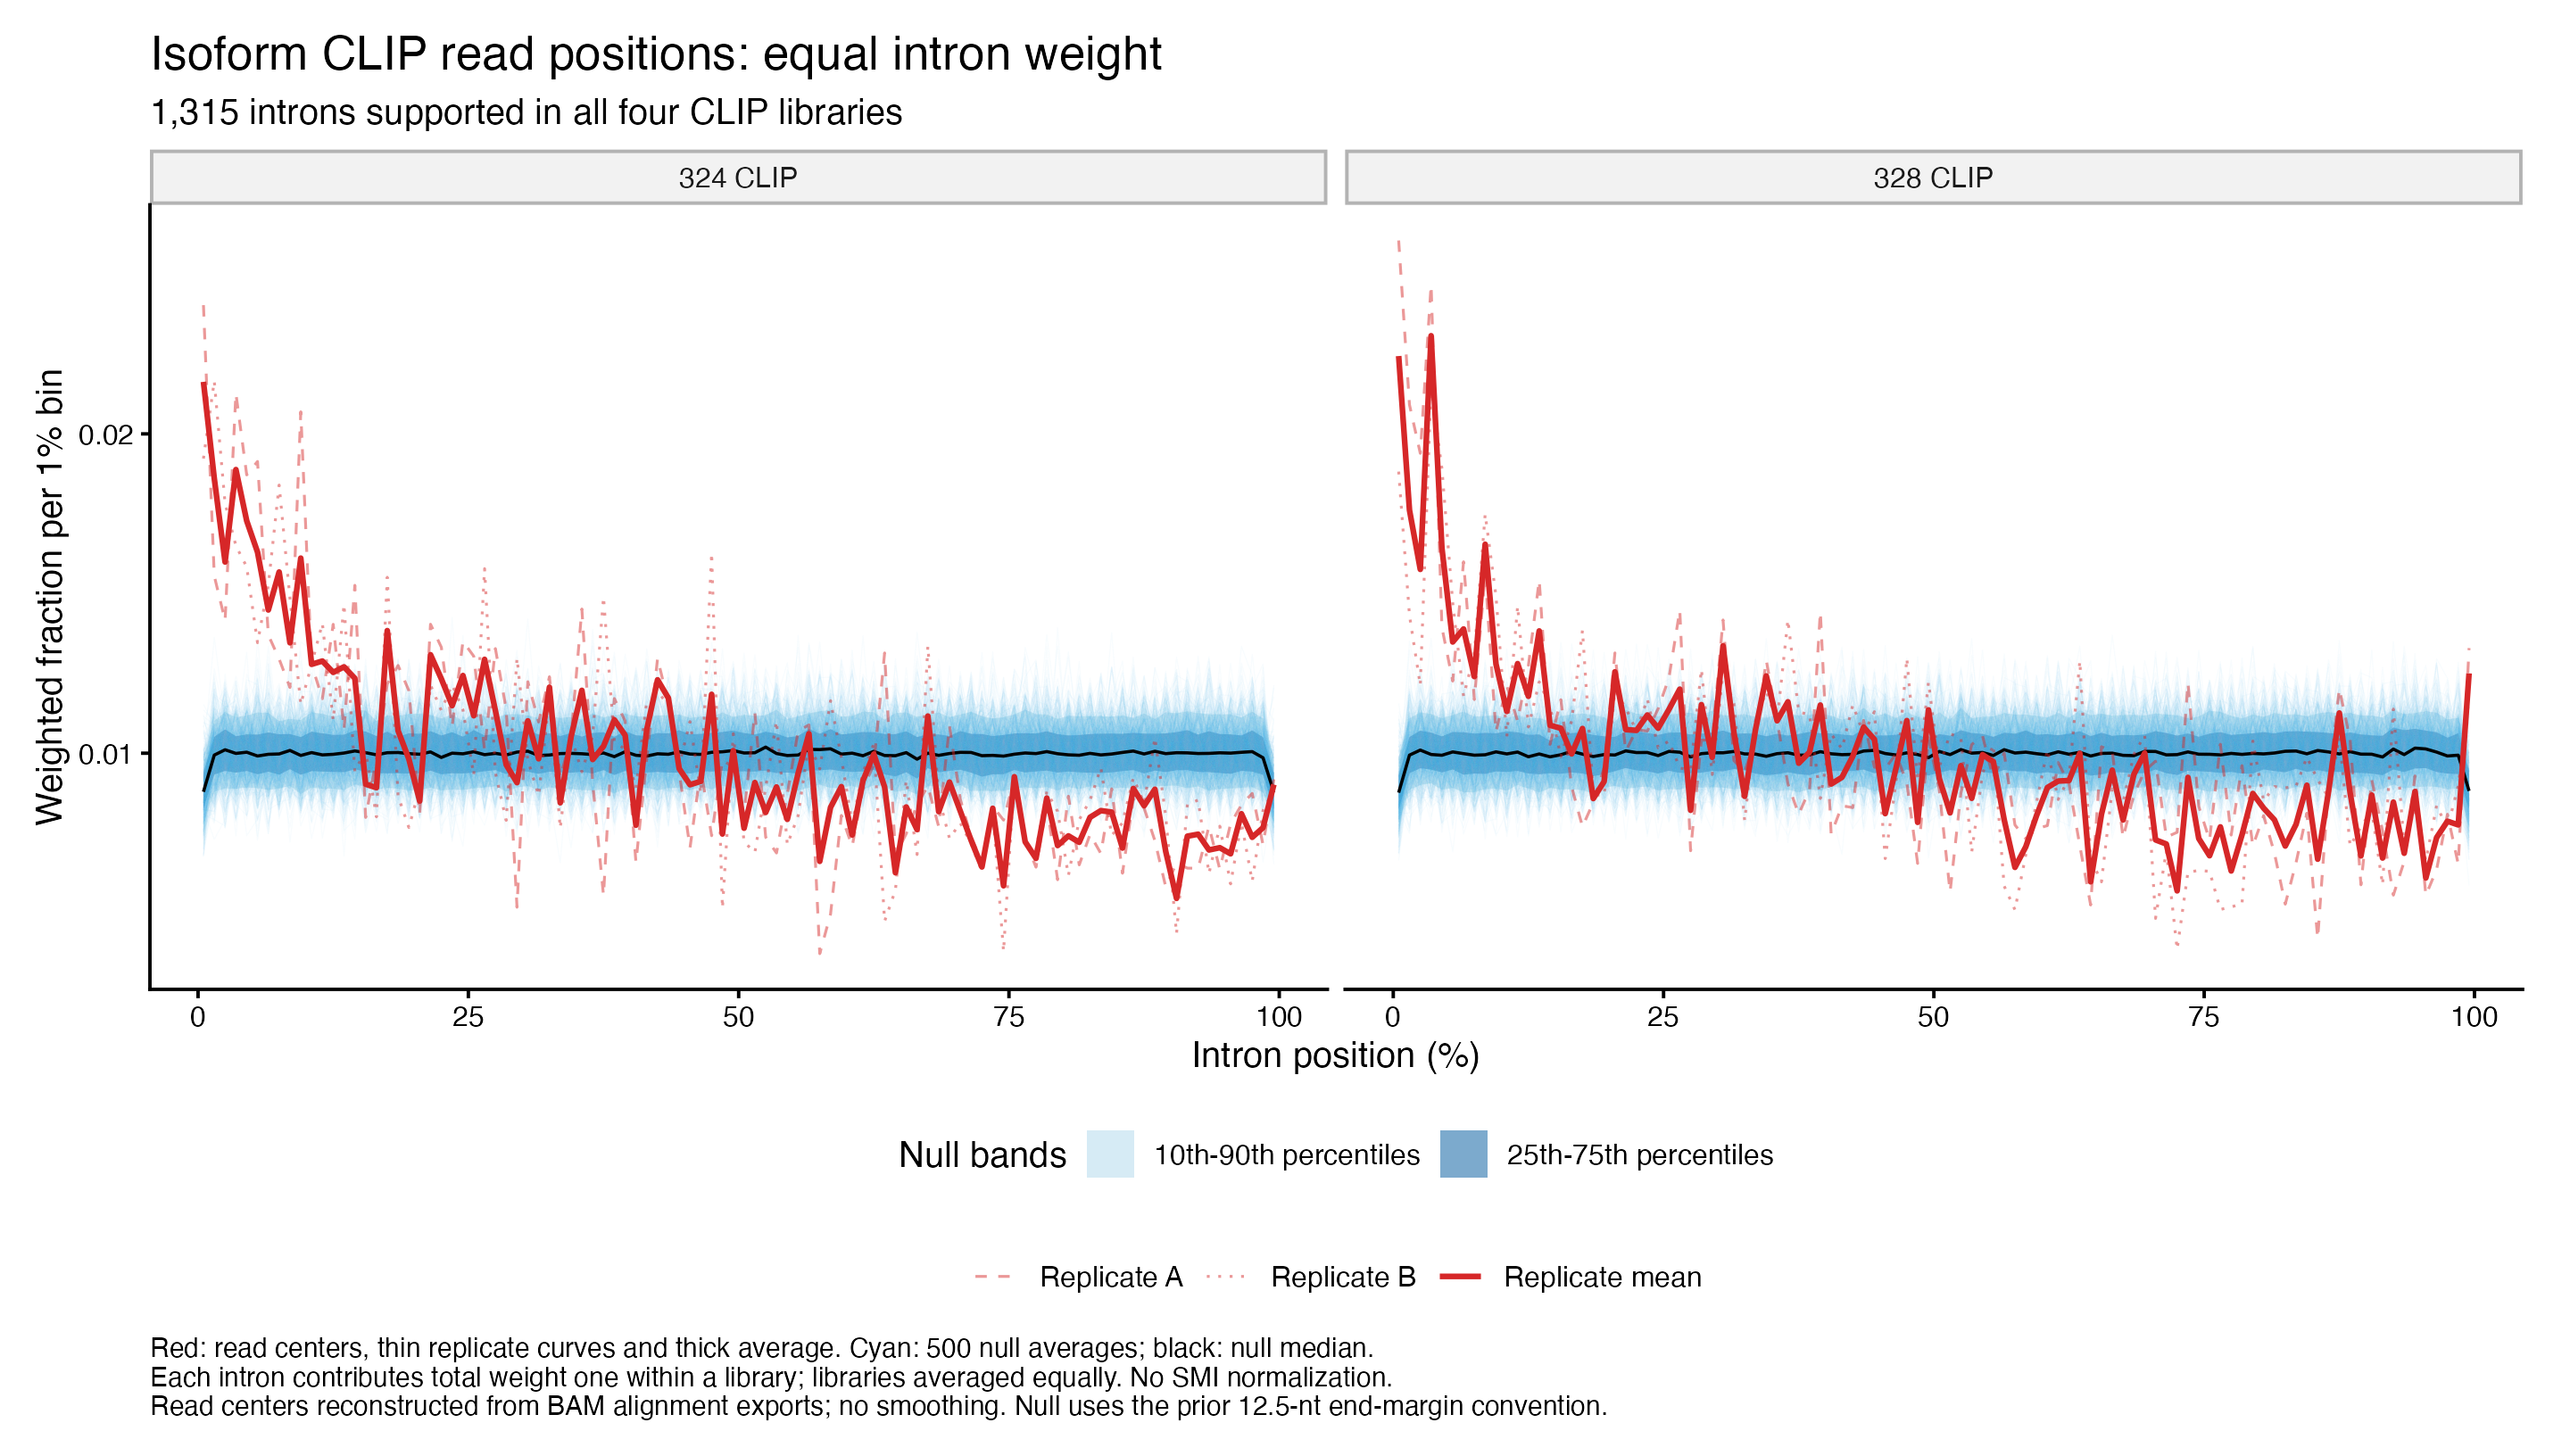 Isoform CLIP read positions: equal intron weight
1,315 introns supported in all four CLIP libraries
324 CLIP
328 CLIP
Weighted fraction per 1% bin
0.02
0.01
0
25
50
75
100
0
25
50
75
100
Intron position (%)
Null bands
10th-90th percentiles
25th-75th percentiles
Replicate A
Replicate B
Replicate mean
Red: read centers, thin replicate curves and thick average. Cyan: 500 null averages; black: null median.
Each intron contributes total weight one within a library; libraries averaged equally. No SMI normalization.
Read centers reconstructed from BAM alignment exports; no smoothing. Null uses the prior 12.5-nt end-margin convention.